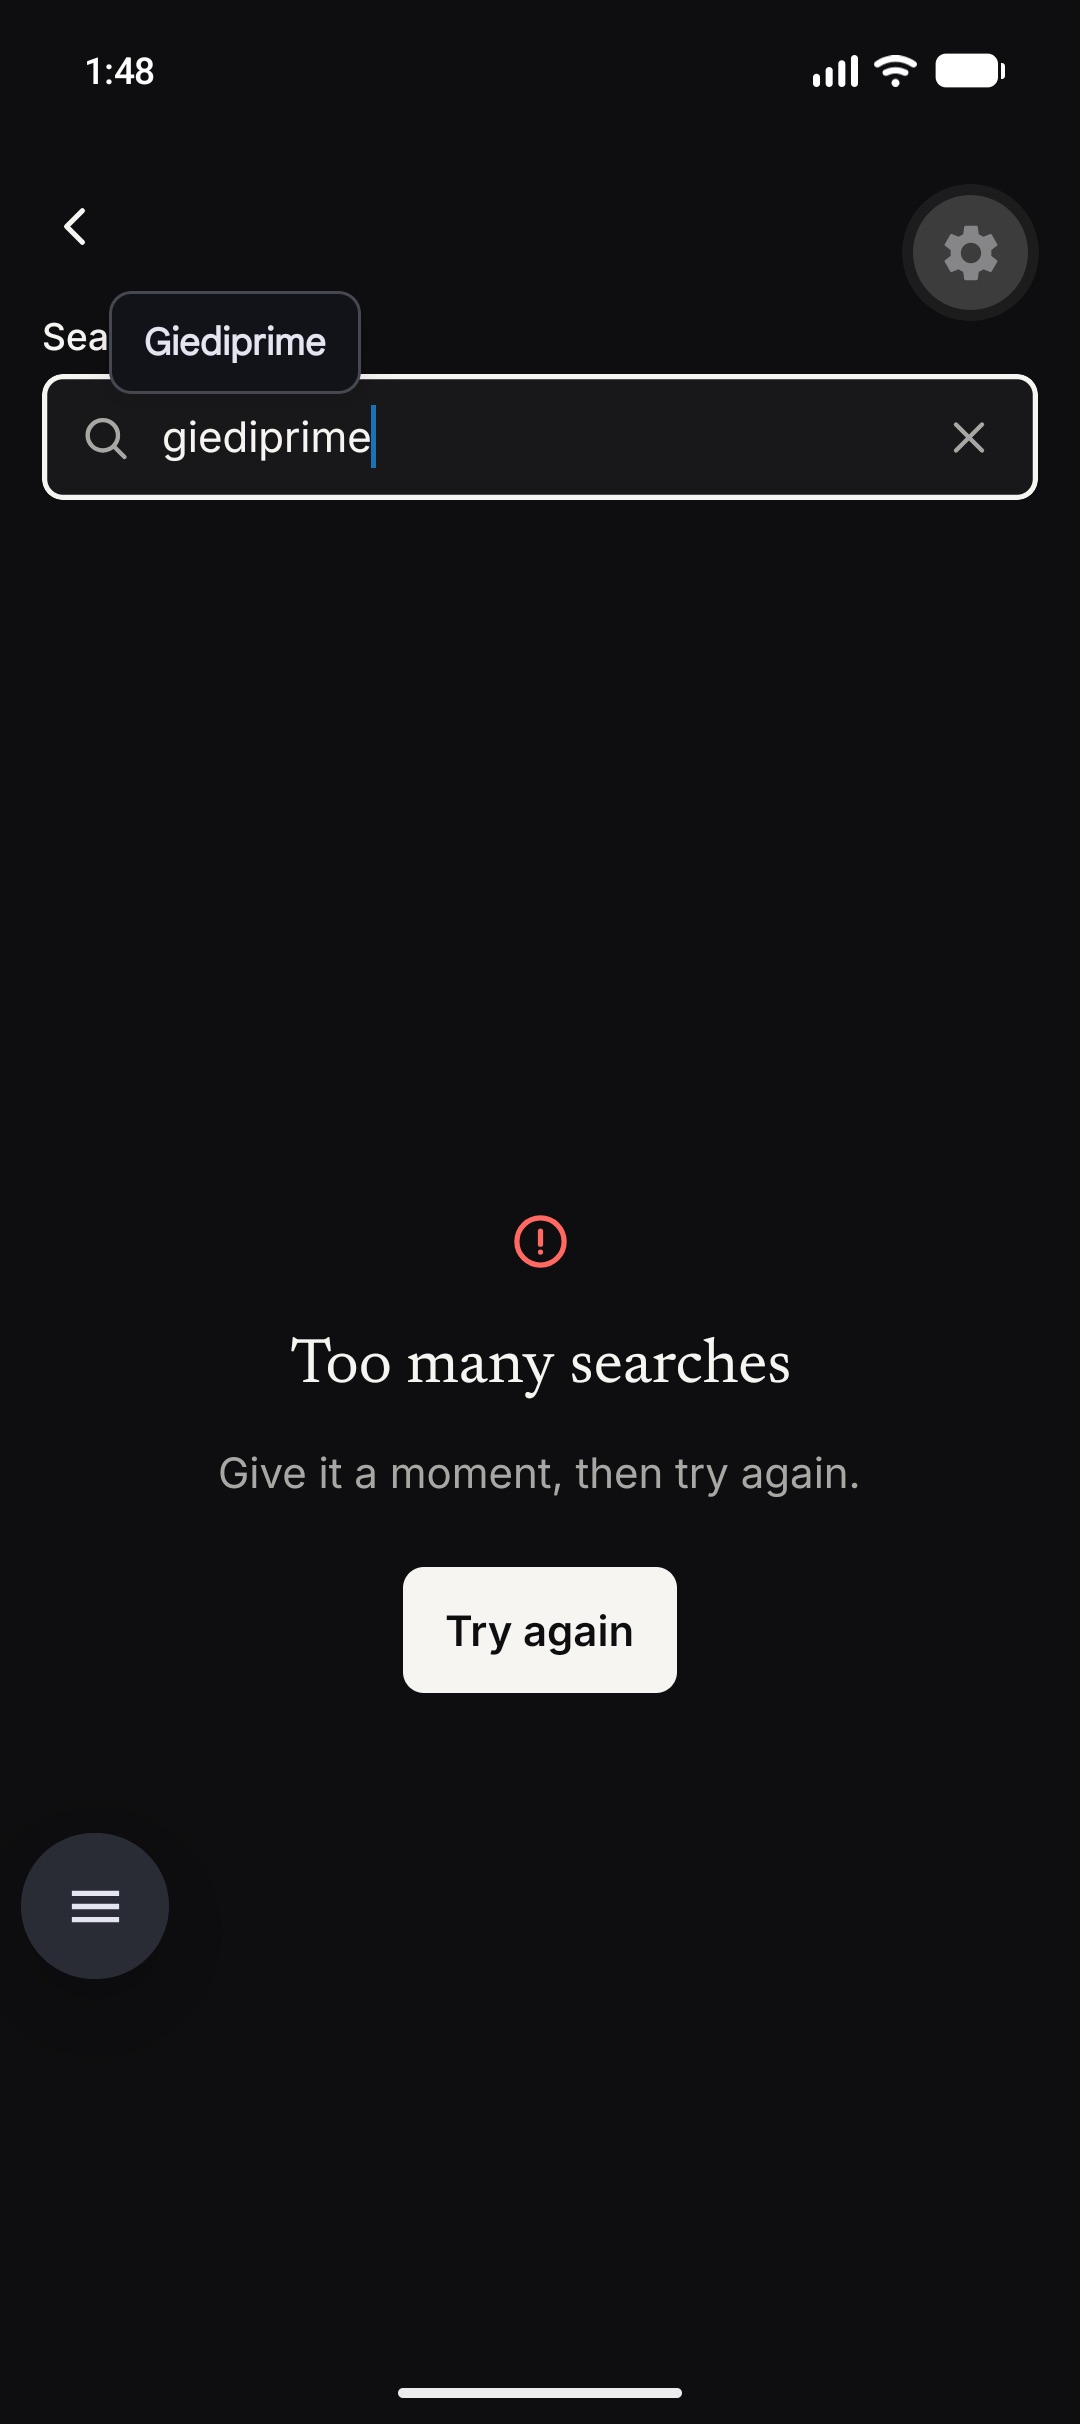 1:48
Sea
Giediprime
giediprime
Too many searches
Give it a moment, then try again.
Try again